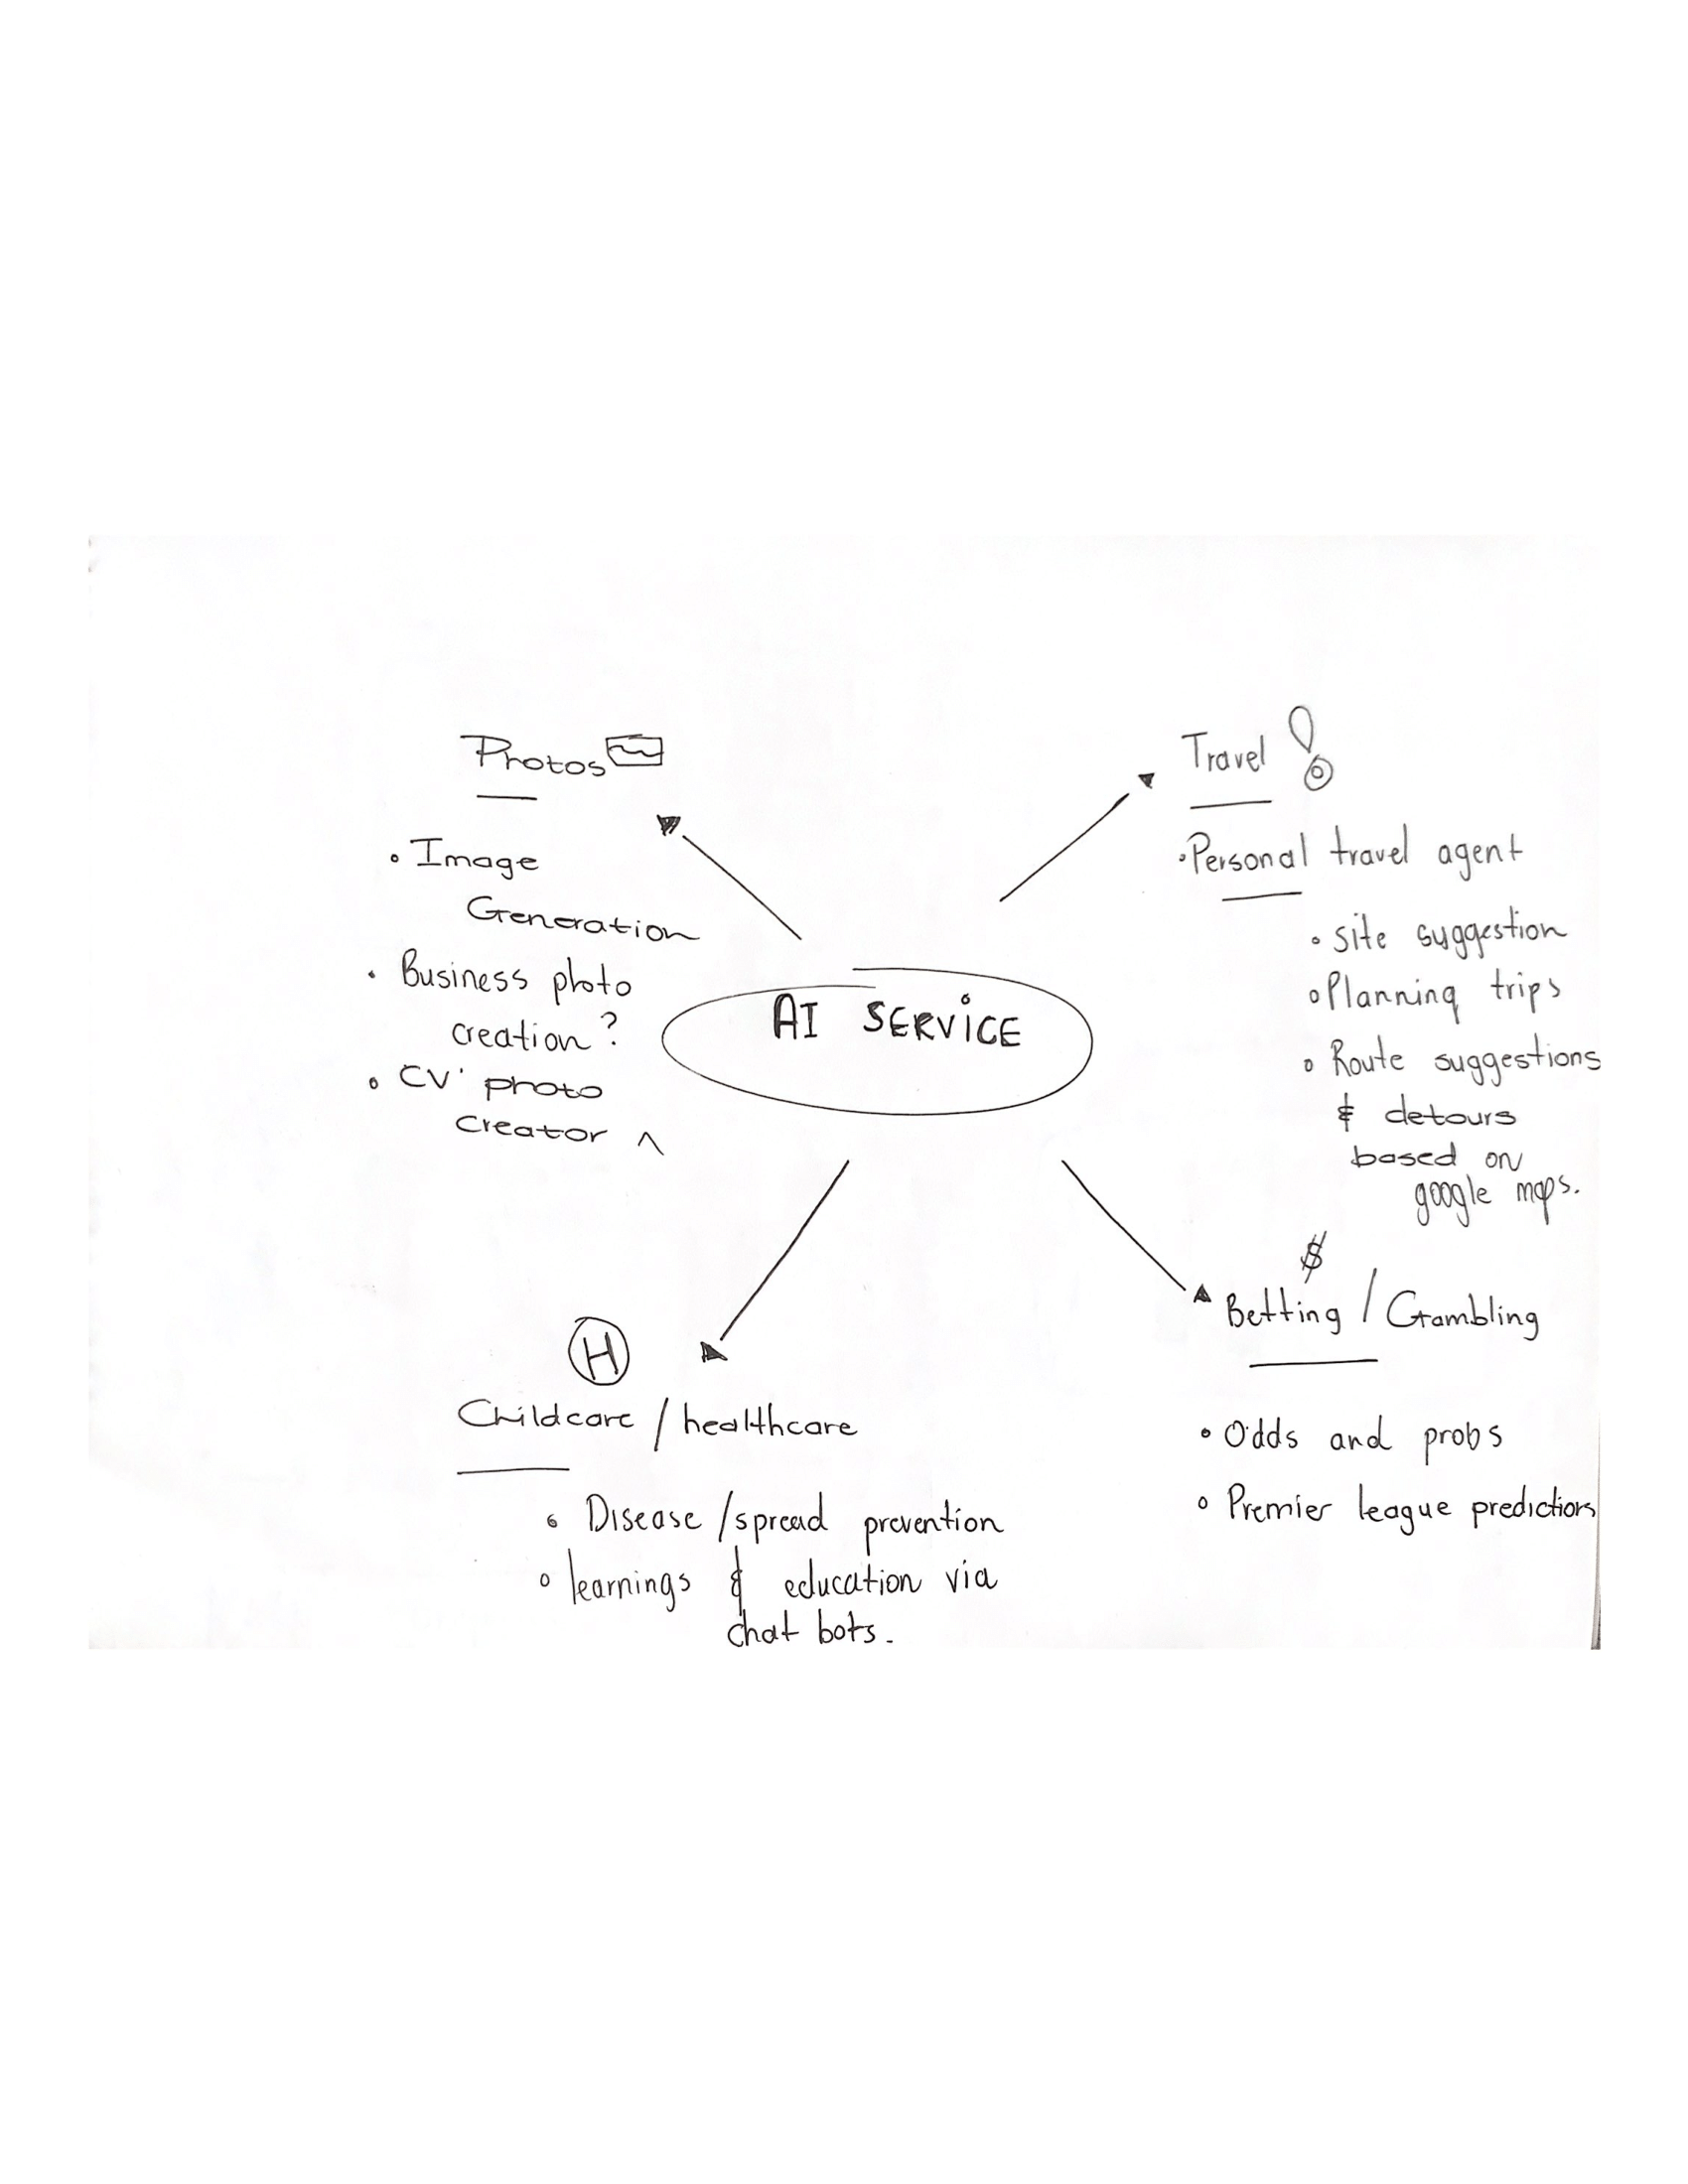 Photos
• Image
Generation
• Business photo
creation?
• CV' photo
creator ^
Travel
• Personal travel agent
• site suggestion
• Planning trips
• Route suggestions
& detours
based on
google maps.
AI SERVICE
H
Childcare / healthcare
• Disease / spread prevention
• learnings & education via
chat bots.
$
Betting / Gambling
• Odds and probs
• Premier league predictions